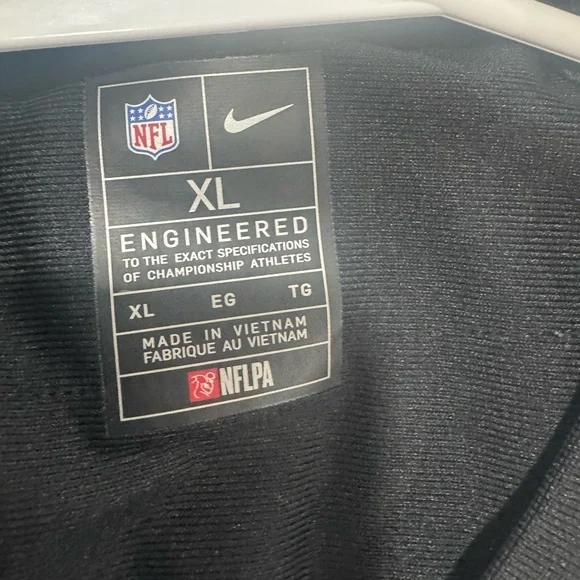 NFL
XL
ENGINEERED
TO THE EXACT SPECIFICATIONS
OF CHAMPIONSHIP ATHLETES
XL EG TG
MADE IN VIETNAM
FABRIQUE AU VIETNAM
NFLPA